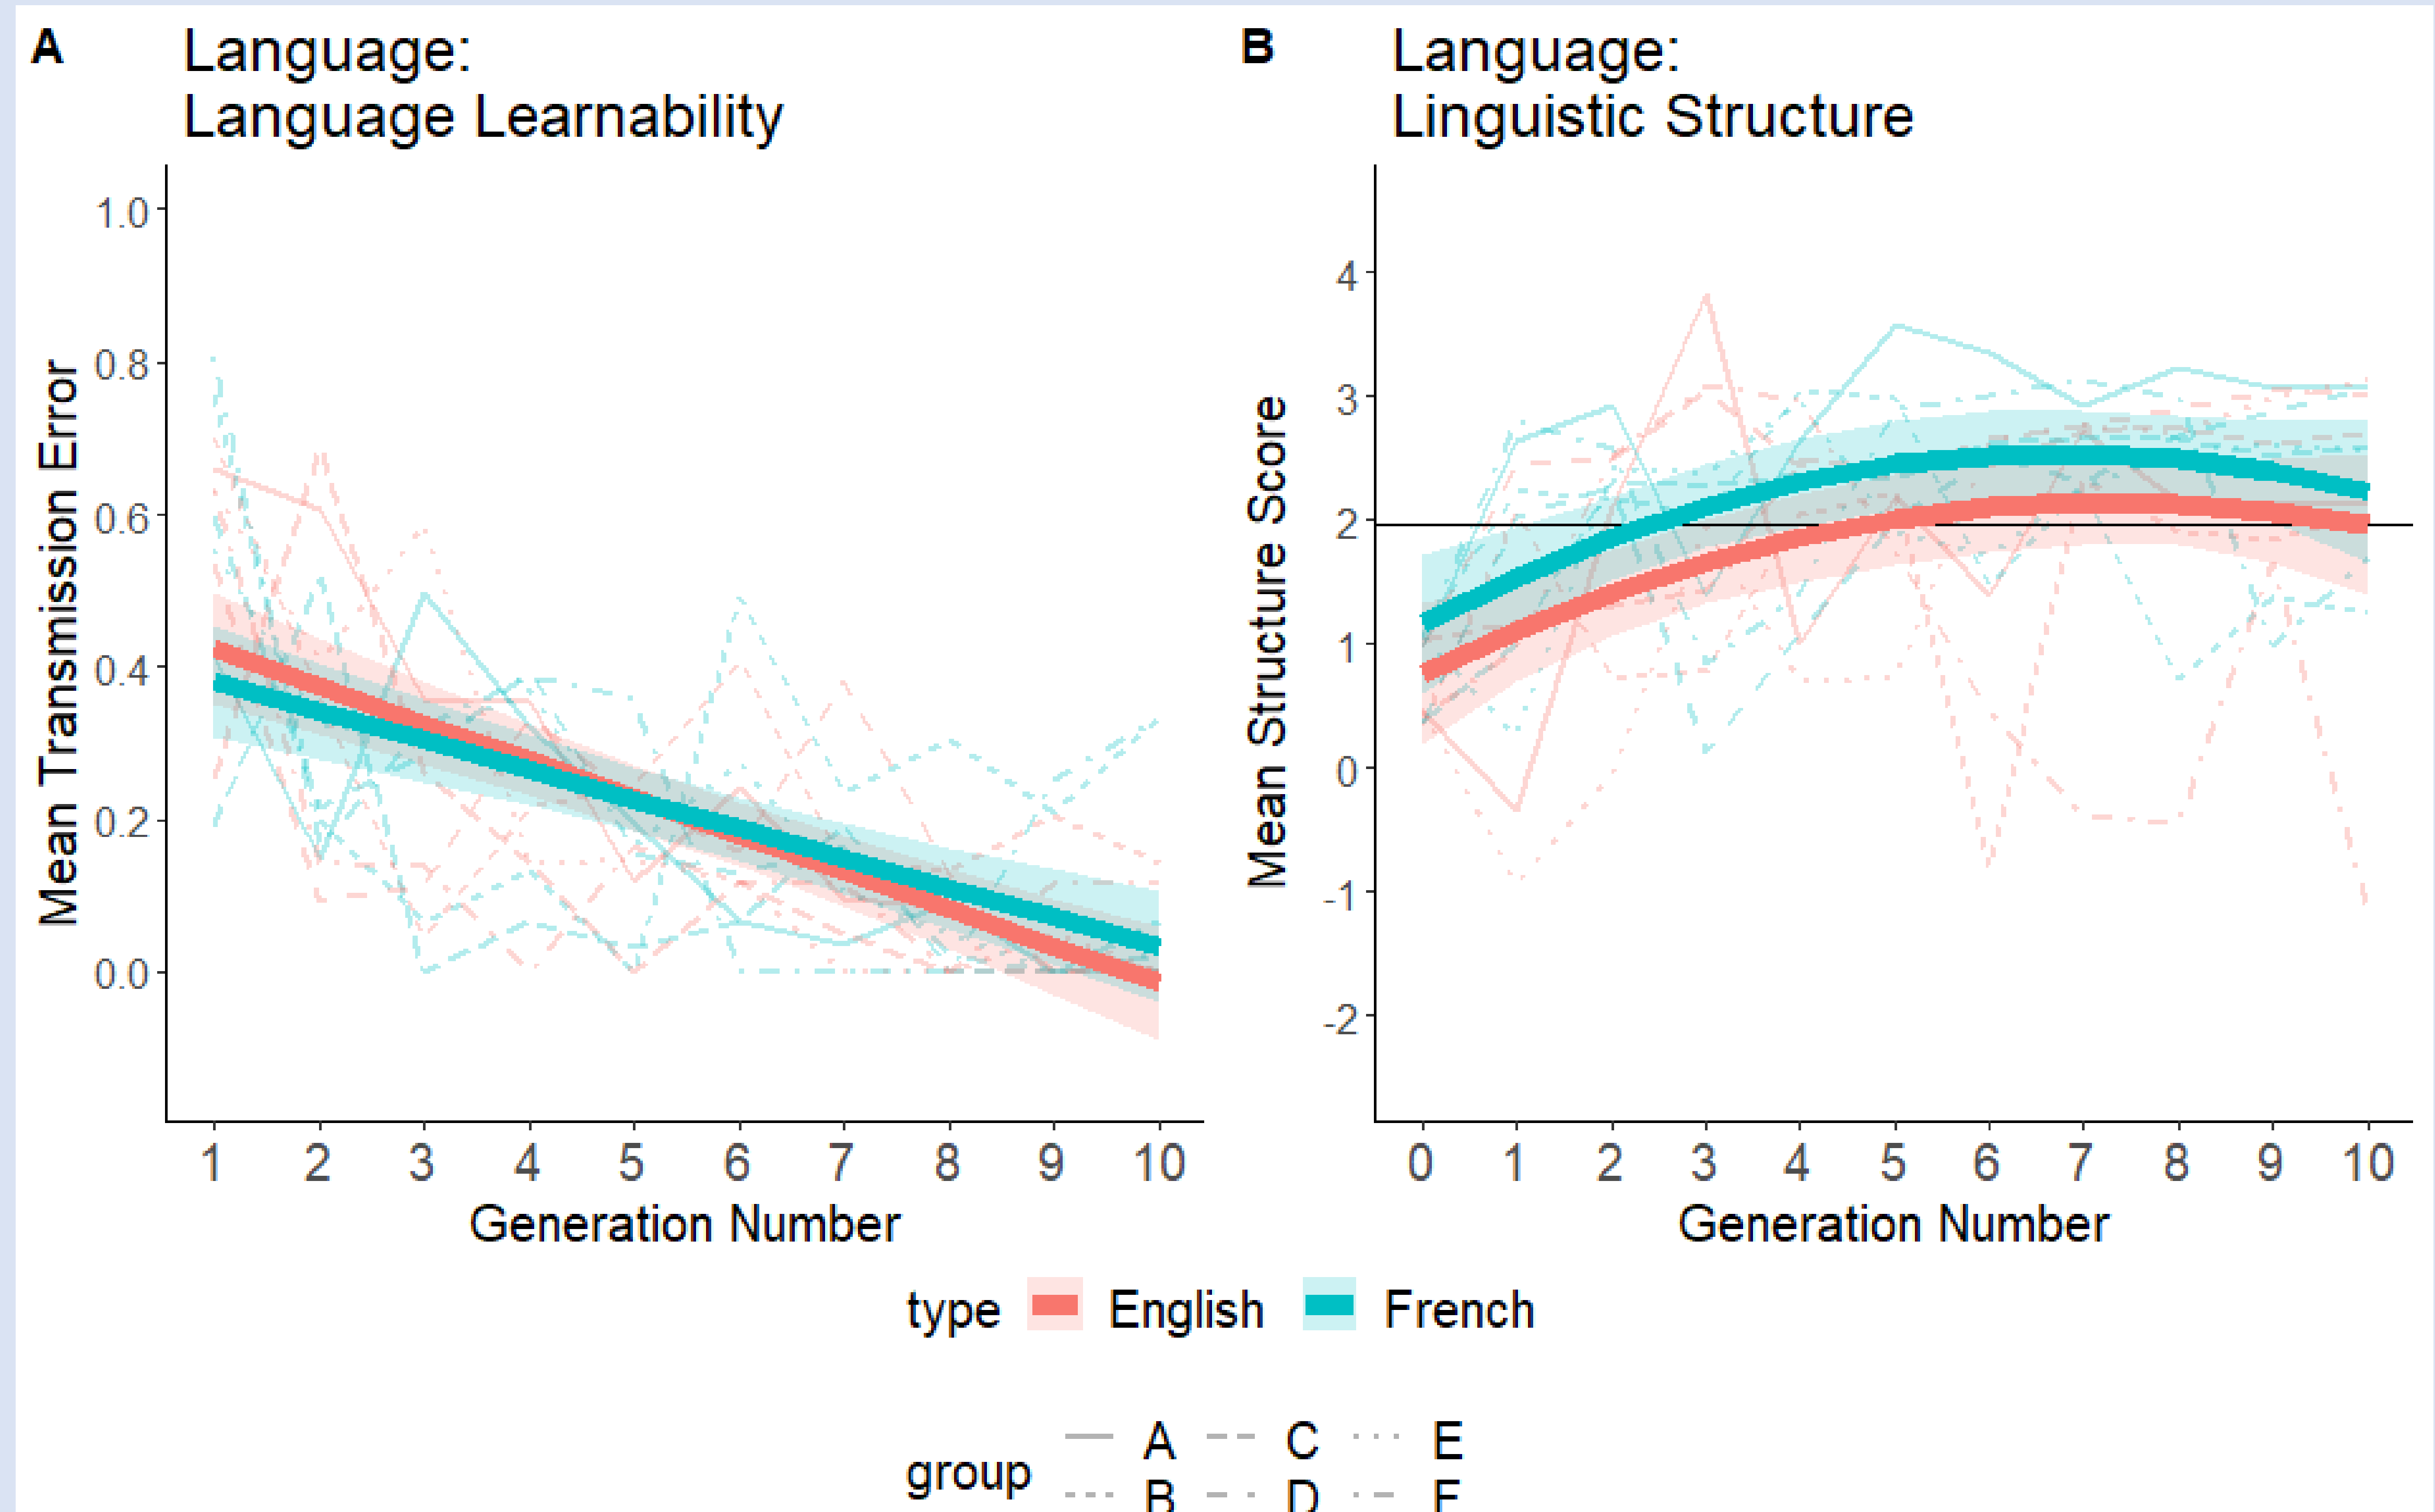 A
Language:
Language Learnability
Mean Transmission Error
1.0
0.8
0.6
0.4
0.2
0.0
1 2 3 4 5 6 7 8 9 10
Generation Number
B
Language:
Linguistic Structure
Mean Structure Score
4
3
2
1
0
-1
-2
0 1 2 3 4 5 6 7 8 9 10
Generation Number
type English French
group
A C E
B D F